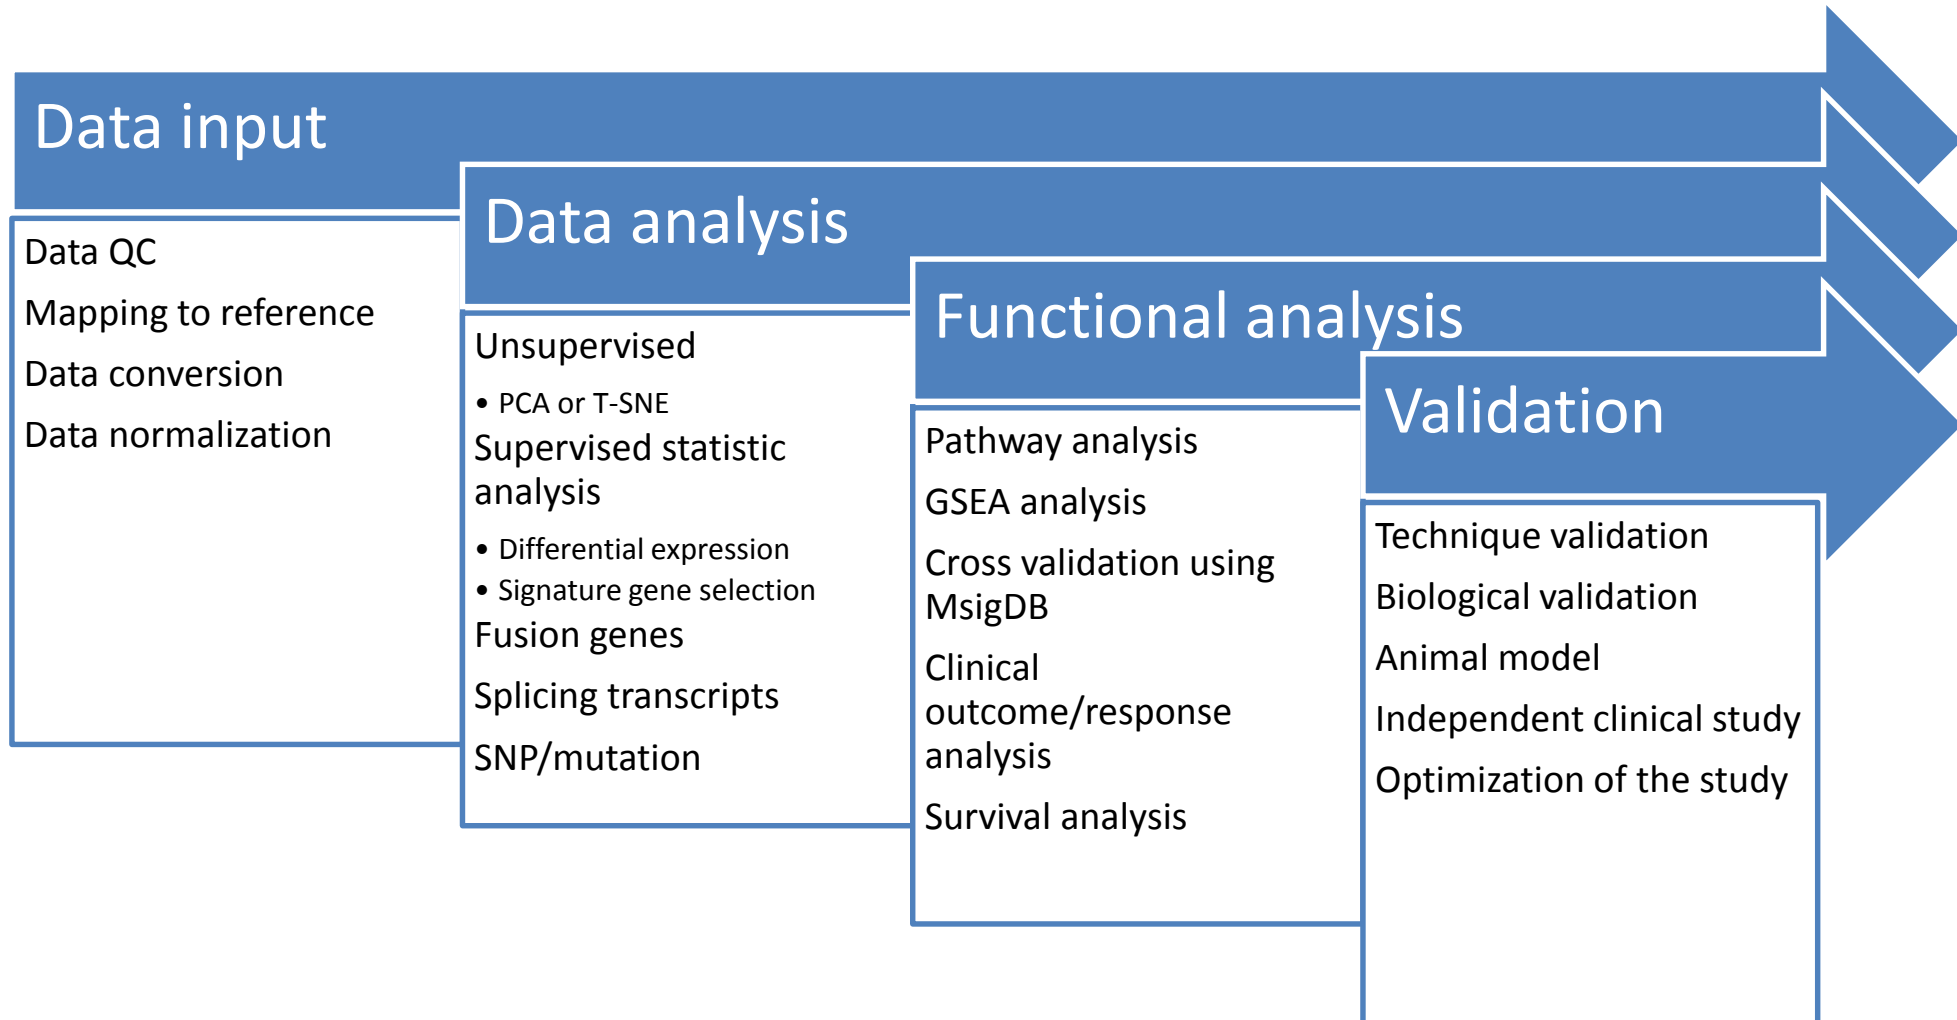 Data input
Data QC
Mapping to reference
Data conversion
Data normalization
Data analysis
Unsupervised
• PCA or T-SNE
Supervised statistic
analysis
• Differential expression
• Signature gene selection
Fusion genes
Splicing transcripts
SNP/mutation
Functional analysis
Pathway analysis
GSEA analysis
Cross validation using
MsigDB
Clinical
outcome/response
analysis
Survival analysis
Validation
Technique validation
Biological validation
Animal model
Independent clinical study
Optimization of the study